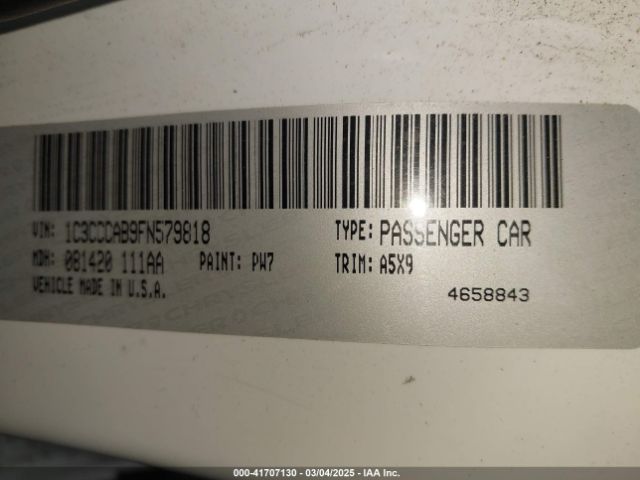 VIN: 1C3CCCAB9FN579818 TYPE: PASSENGER CAR
MDH: 081420 111AA PAINT: PW7 TRIM: A5X9
VEHICLE MADE IN U.S.A.
4658843
000-41707130 - 03/04/2025 - IAA Inc.